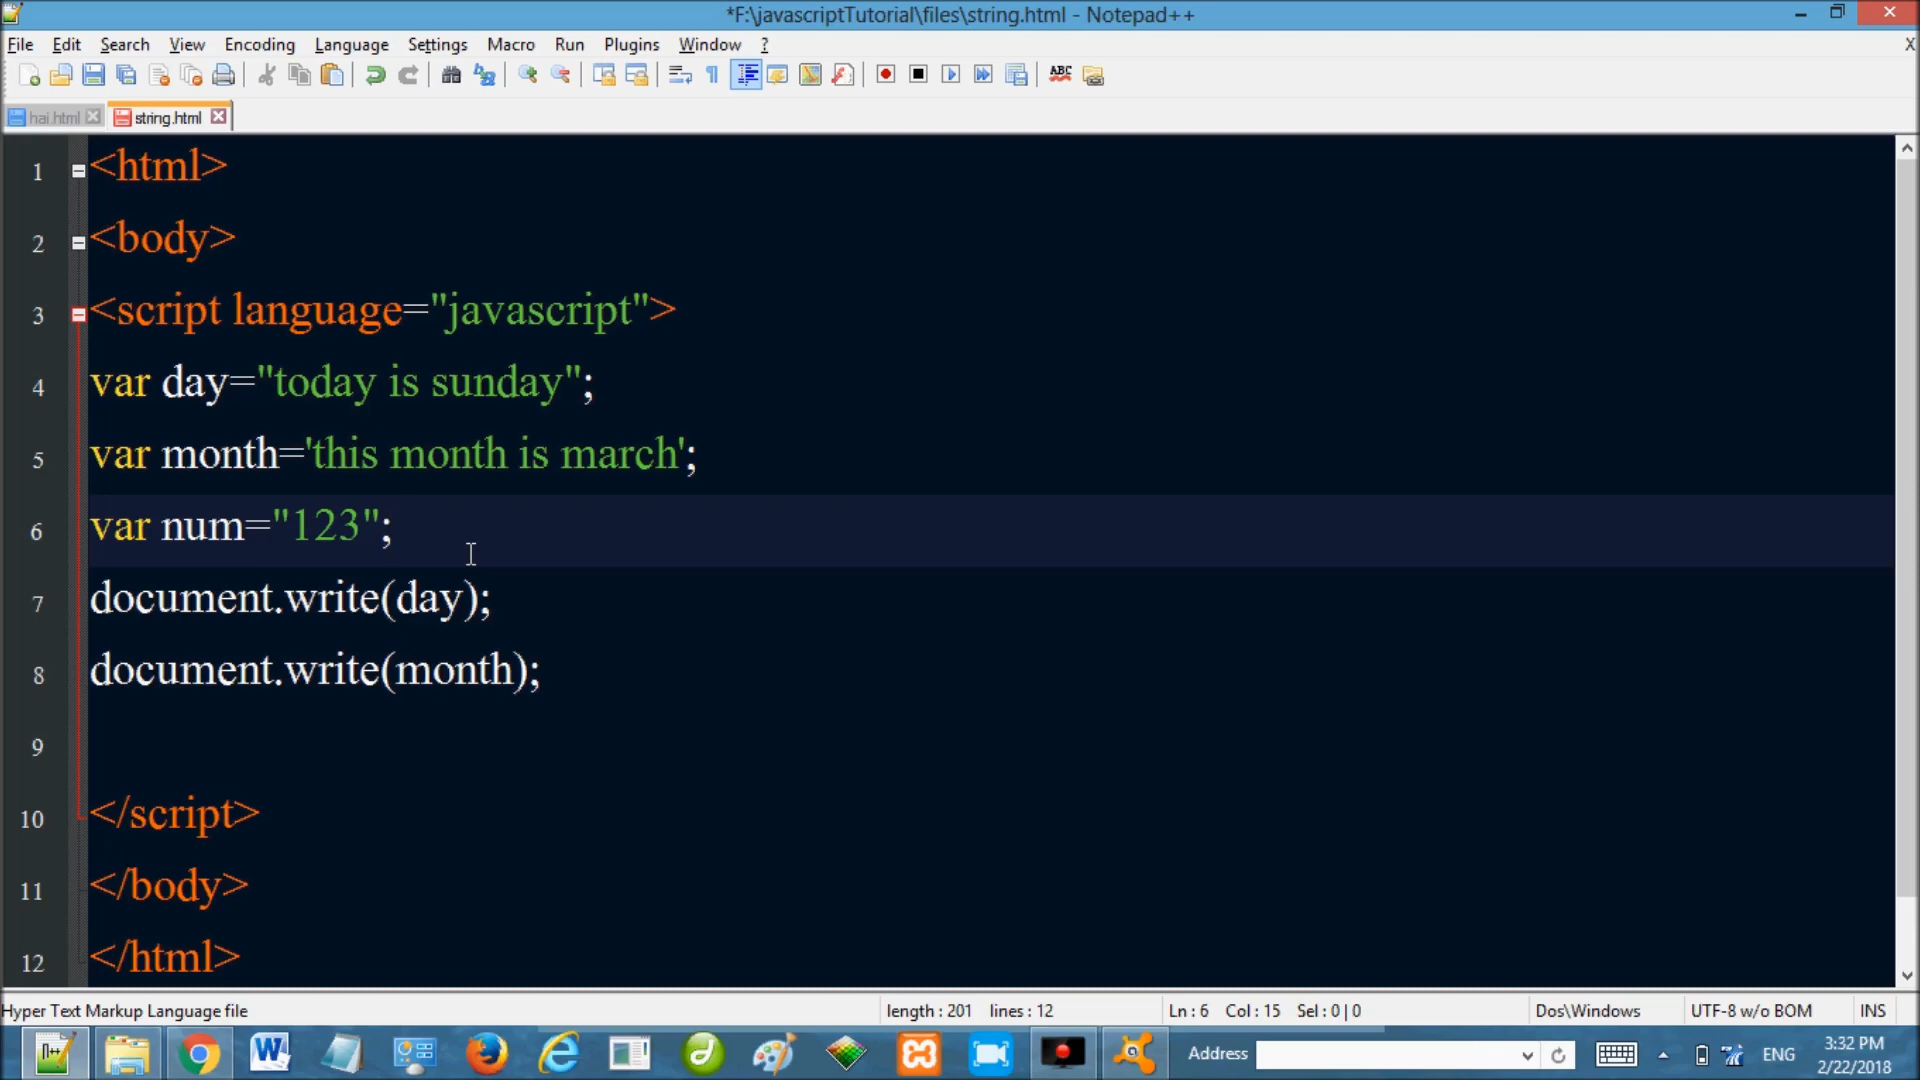 *F:\javascriptTutorial\files\string.html - Notepad++
File Edit Search View Encoding Language Settings Macro Run Plugins Window ? X
ABC
hai.html string.html
1 <html>
2 <body>
3 <script language="javascript">
4 var day="today is sunday";
5 var month='this month is march';
6 var num="123";
7 document.write(day);
8 document.write(month);
9
10 </script>
11 </body>
12 </html>
Hyper Text Markup Language file length : 201 lines : 12 Ln : 6 Col : 15 Sel : 0 | 0 Dos\Windows UTF-8 w/o BOM INS
Address ENG 3:32 PM
2/22/2018